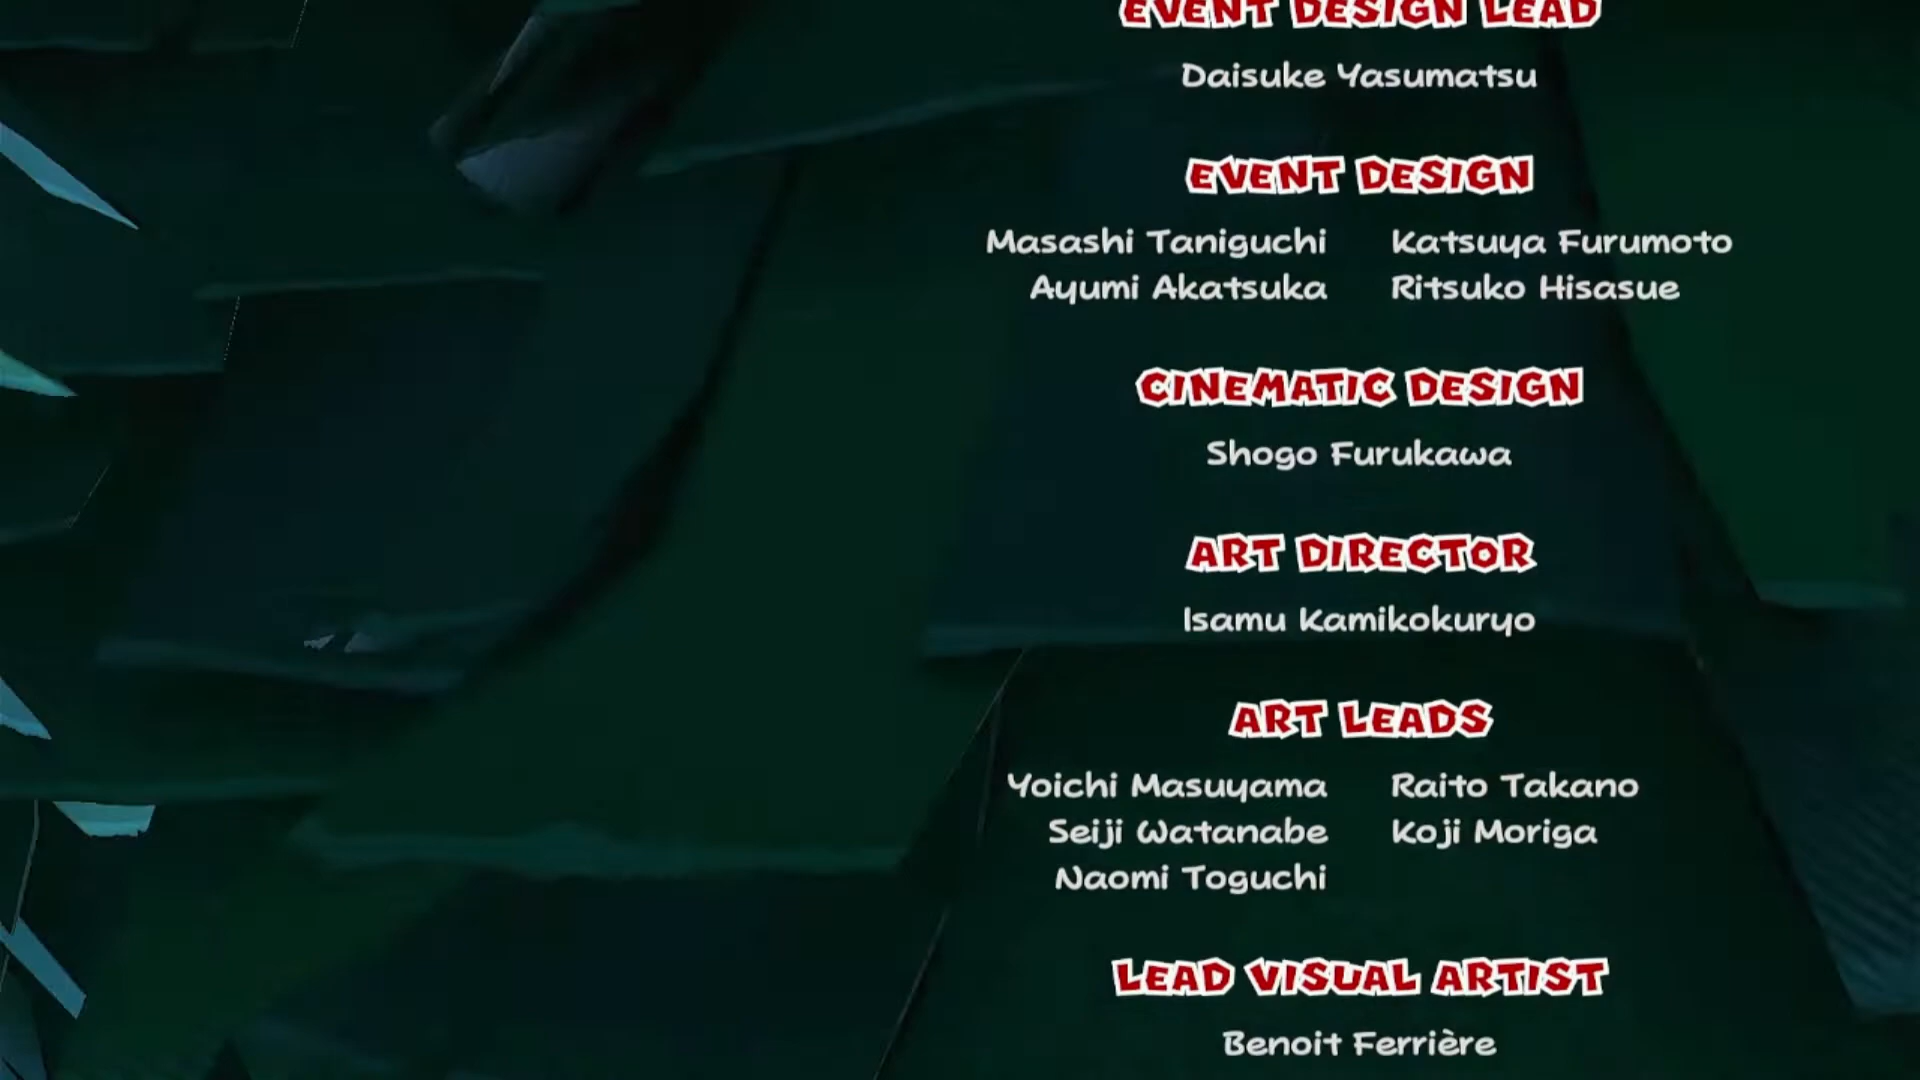 EVENT DESIGN LEAD
Daisuke Yasumatsu
EVENT DESIGN
Masashi Taniguchi Katsuya Furumoto
Ayumi Akatsuka Ritsuko Hisasue
CINEMATIC DESIGN
Shogo Furukawa
ART DIRECTOR
Isamu Kamikokuryo
ART LEADS
Yoichi Masuyama Raito Takano
Seiji Watanabe Koji Moriga
Naomi Toguchi
LEAD VISUAL ARTIST
Benoit Ferrière